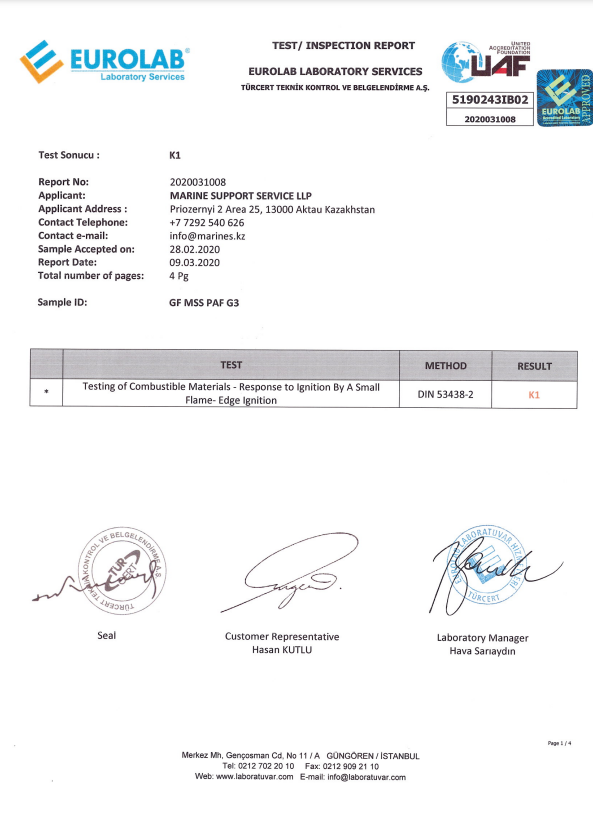 EUROLAB®
Laboratory Services
TEST/ INSPECTION REPORT
EUROLAB LABORATORY SERVICES
TÜRCERT TEKNİK KONTROL VE BELGELENDİRME A.Ş.
UNITED
ACCREDITATION
FOUNDATION
UAF
5190243IB02
2020031008
EUROLAB
APPROVED
Test Sonucu : K1
Report No: 2020031008
Applicant: MARINE SUPPORT SERVICE LLP
Applicant Address : Priozernyi 2 Area 25, 13000 Aktau Kazakhstan
Contact Telephone: +7 7292 540 626
Contact e-mail: info@marines.kz
Sample Accepted on: 28.02.2020
Report Date: 09.03.2020
Total number of pages: 4 Pg
Sample ID: GF MSS PAF G3
TEST METHOD RESULT
* Testing of Combustible Materials - Response to Ignition By A Small
Flame- Edge Ignition DIN 53438-2 K1
TÜRCERT TEKNİK KONTROL VE BELGELENDİRME A.Ş.
TÜRCERT
Seal
Customer Representative
Hasan KUTLU
Laboratory Manager
Hava Sarıaydın
Page 1 / 4
Merkez Mh, Gençosman Cd, No 11 / A GÜNGÖREN / İSTANBUL
Tel: 0212 702 20 10 Fax: 0212 909 21 10
Web: www.laboratuvar.com E-mail: info@laboratuvar.com